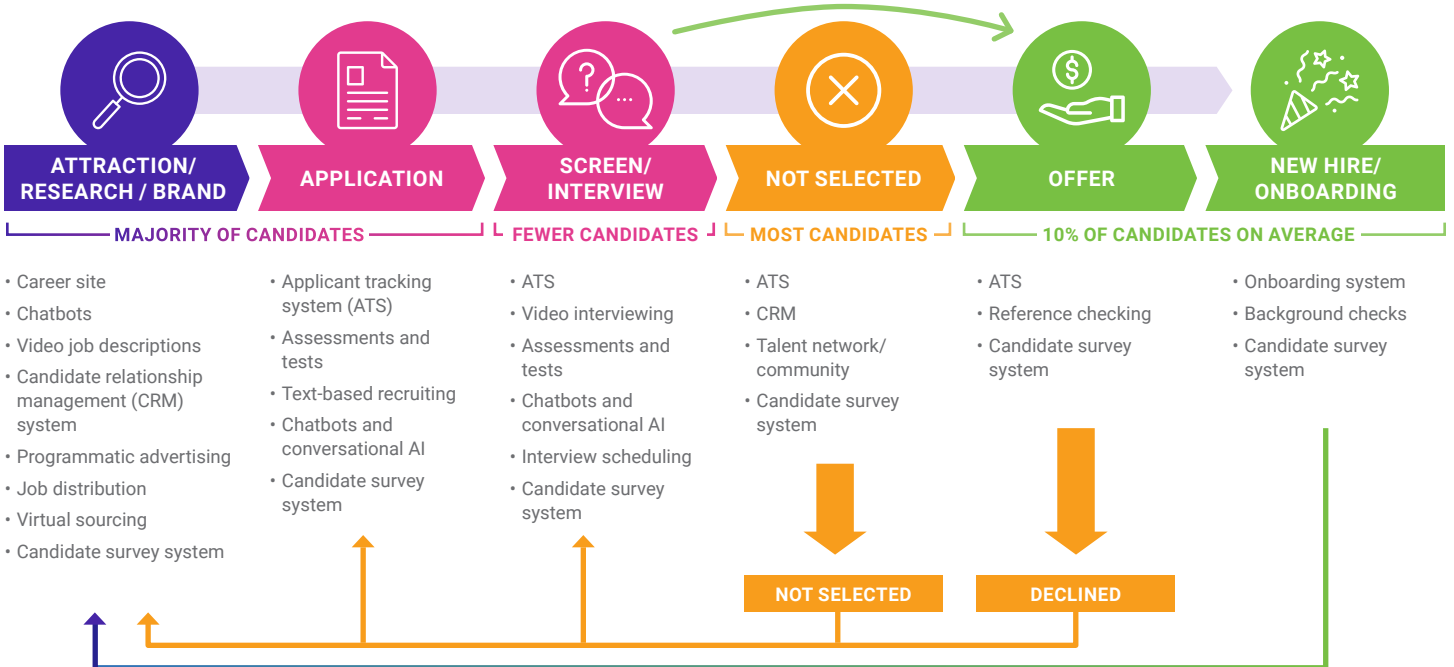 ATTRACTION/
RESEARCH / BRAND
APPLICATION
SCREEN/
INTERVIEW
NOT SELECTED
OFFER
NEW HIRE/
ONBOARDING
MAJORITY OF CANDIDATES
FEWER CANDIDATES
MOST CANDIDATES
10% OF CANDIDATES ON AVERAGE
• Career site
• Chatbots
• Video job descriptions
• Candidate relationship
management (CRM)
system
• Programmatic advertising
• Job distribution
• Virtual sourcing
• Candidate survey system
• Applicant tracking
system (ATS)
• Assessments and
tests
• Text-based recruiting
• Chatbots and
conversational AI
• Candidate survey
system
• ATS
• Video interviewing
• Assessments and
tests
• Chatbots and
conversational AI
• Interview scheduling
• Candidate survey
system
• ATS
• CRM
• Talent network/
community
• Candidate survey
system
• ATS
• Reference checking
• Candidate survey
system
• Onboarding system
• Background checks
• Candidate survey
system
NOT SELECTED
DECLINED